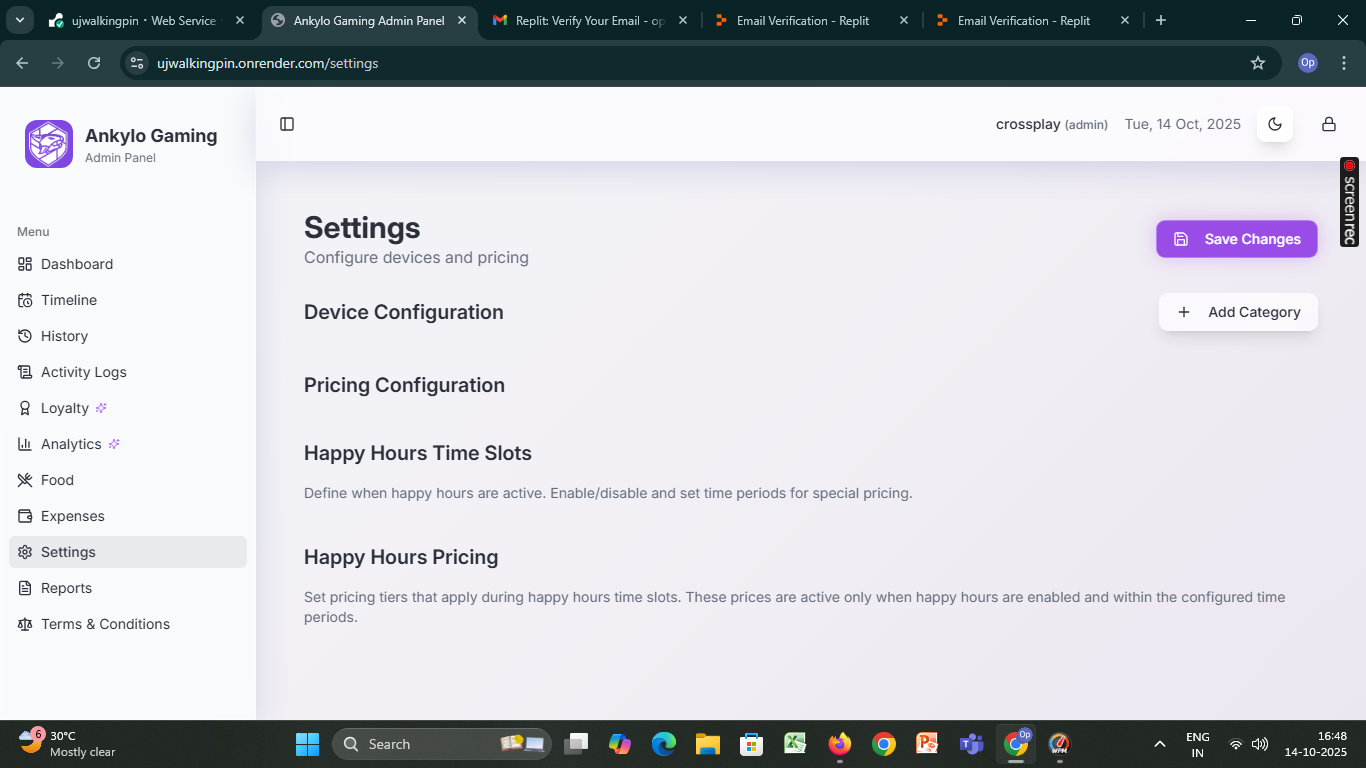 ujwalkingpin · Web Service
Ankylo Gaming Admin Panel
Replit: Verify Your Email - op
Email Verification - Replit
Email Verification - Replit
ujwalkingpin.onrender.com/settings
Op
Ankylo Gaming
Admin Panel
crossplay (admin)
Tue, 14 Oct, 2025
screenrec
Menu
Dashboard
Timeline
History
Activity Logs
Loyalty
Analytics
Food
Expenses
Settings
Reports
Terms & Conditions
Settings
Configure devices and pricing
Save Changes
Device Configuration
Add Category
Pricing Configuration
Happy Hours Time Slots
Define when happy hours are active. Enable/disable and set time periods for special pricing.
Happy Hours Pricing
Set pricing tiers that apply during happy hours time slots. These prices are active only when happy hours are enabled and within the configured time
periods.
6
30°C
Mostly clear
Search
Op
WPM
ENG
IN
16:48
14-10-2025